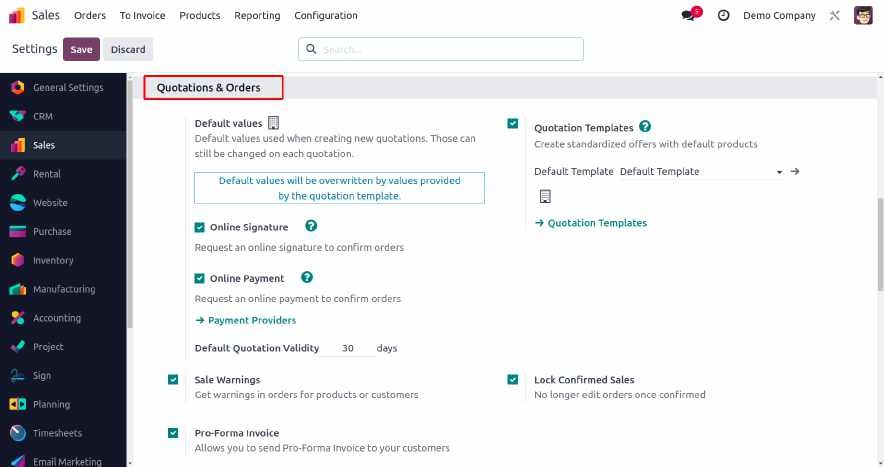 Sales Orders To Invoice Products Reporting Configuration 5 Demo Company
Settings Save Discard Search...
General Settings
CRM
Sales
Rental
Website
Purchase
Inventory
Manufacturing
Accounting
Project
Sign
Planning
Timesheets
Email Marketing
Quotations & Orders
Default values
Default values used when creating new quotations. Those can
still be changed on each quotation.
Default values will be overwritten by values provided
by the quotation template.
Online Signature ?
Request an online signature to confirm orders
Online Payment ?
Request an online payment to confirm orders
→ Payment Providers
Default Quotation Validity 30 days
Quotation Templates ?
Create standardized offers with default products
Default Template Default Template →
→ Quotation Templates
Sale Warnings
Get warnings in orders for products or customers
Lock Confirmed Sales
No longer edit orders once confirmed
Pro-Forma Invoice
Allows you to send Pro-Forma Invoice to your customers